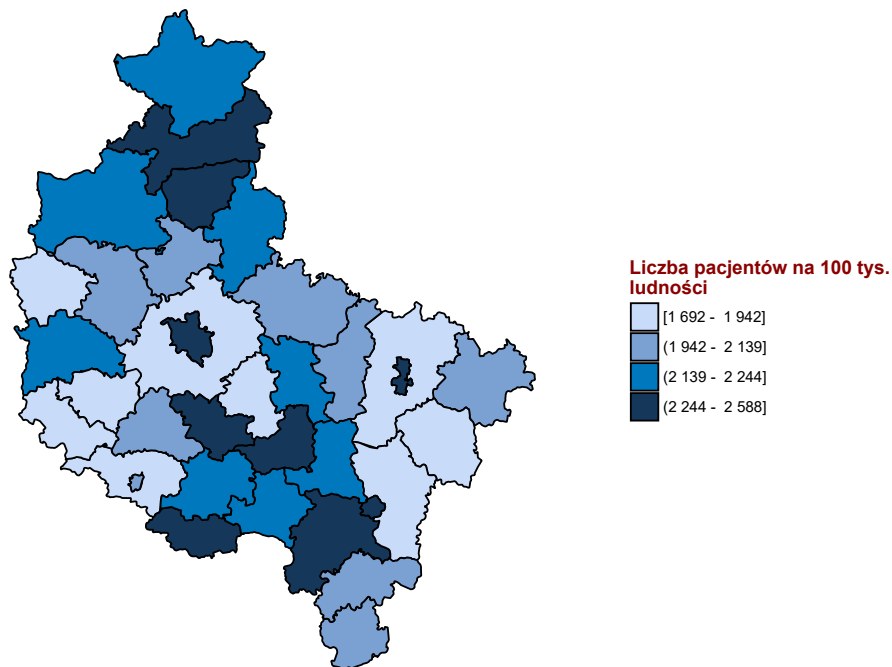 Liczba pacjentów na 100 tys.
ludności
[1 692 - 1 942]
(1 942 - 2 139]
(2 139 - 2 244]
(2 244 - 2 588]